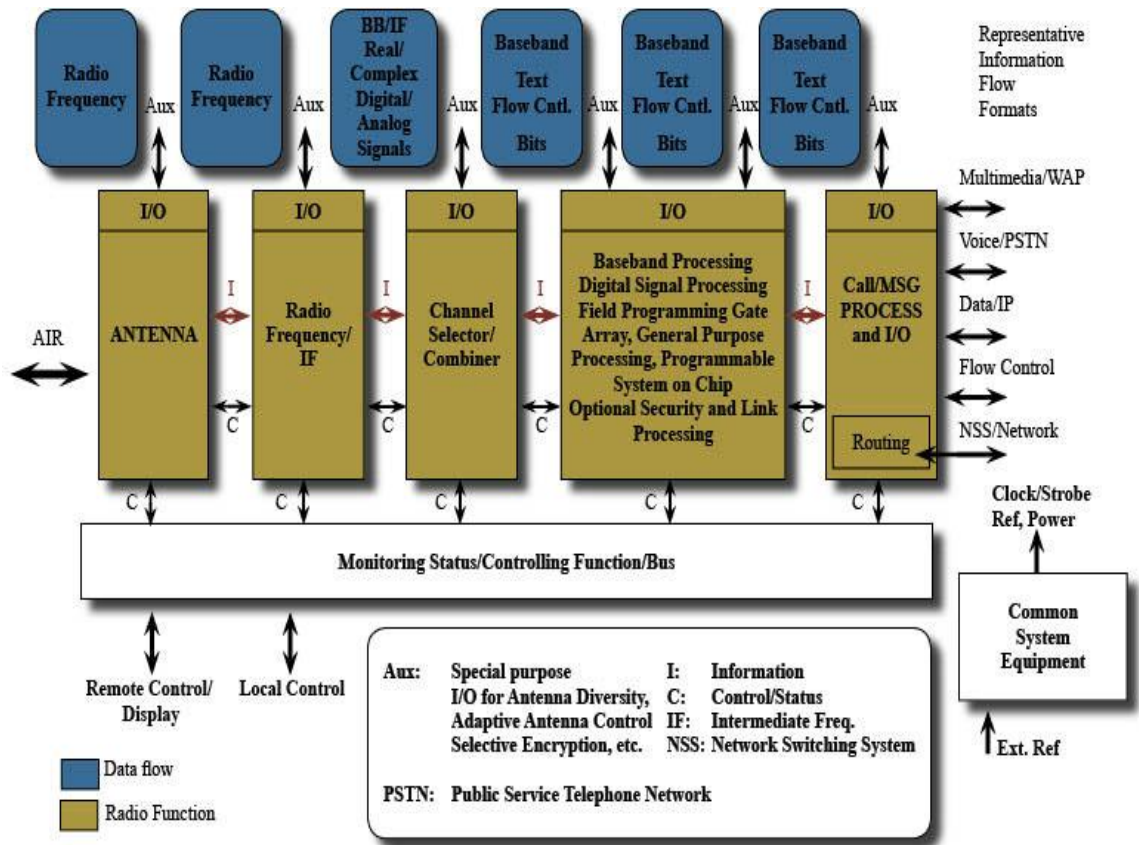 Radio
Frequency
Aux
Radio
Frequency
Aux
BB/IF
Real/
Complex
Digital/
Analog
Signals
Aux
Baseband
Text
Flow Cntl.
Bits
Aux
Baseband
Text
Flow Cntl.
Bits
Aux
Baseband
Text
Flow Cntl.
Bits
Aux
Representative
Information
Flow
Formats
AIR
I/O
ANTENNA
I
C
I/O
Radio
Frequency/
IF
I
C
I/O
Channel
Selector/
Combiner
I
C
I/O
Baseband Processing
Digital Signal Processing
Field Programming Gate
Array, General Purpose
Processing, Programmable
System on Chip
Optional Security and Link
Processing
I
C
I/O
Call/MSG
PROCESS
and I/O
Routing
Multimedia/WAP
Voice/PSTN
Data/IP
Flow Control
NSS/Network
C
C
C
C
C
Monitoring Status/Controlling Function/Bus
Clock/Strobe
Ref, Power
Common
System
Equipment
Ext. Ref
Remote Control/
Display
Local Control
Aux: Special purpose
I/O for Antenna Diversity,
Adaptive Antenna Control
Selective Encryption, etc.
I: Information
C: Control/Status
IF: Intermediate Freq.
NSS: Network Switching System
PSTN: Public Service Telephone Network
Data flow
Radio Function